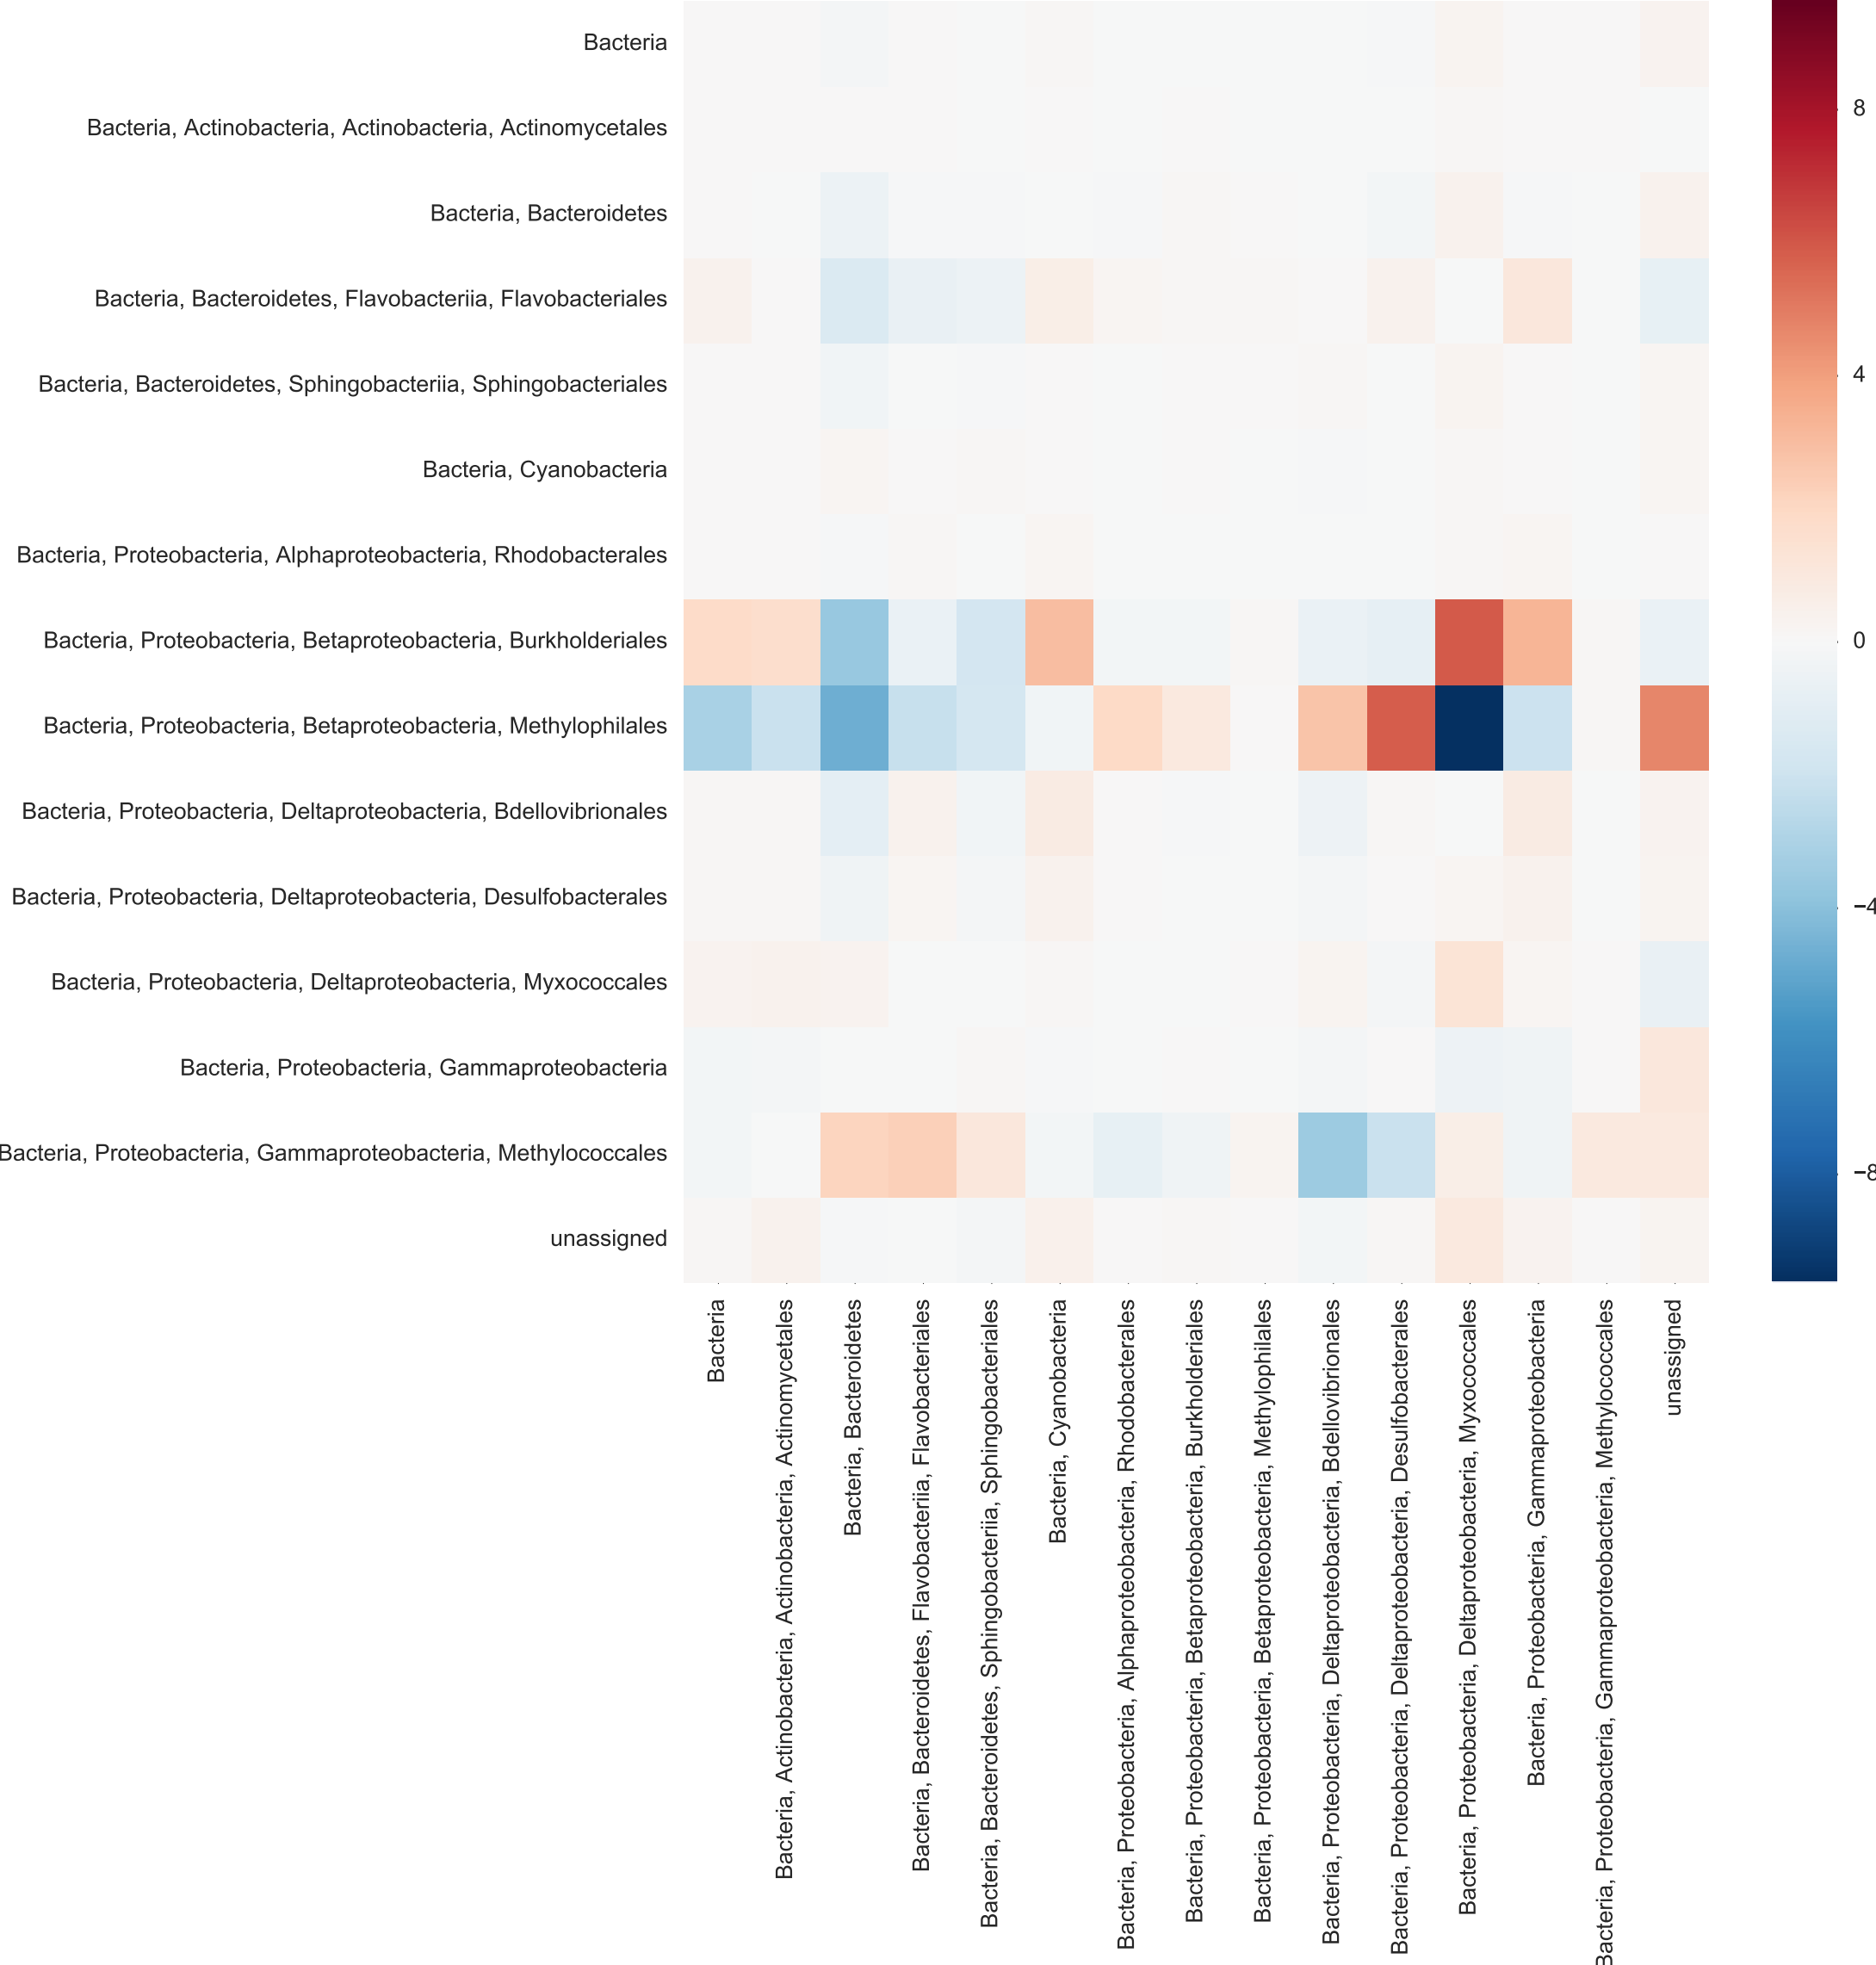 Bacteria
Bacteria, Actinobacteria, Actinobacteria, Actinomycetales
Bacteria, Bacteroidetes
Bacteria, Bacteroidetes, Flavobacteriia, Flavobacteriales
Bacteria, Bacteroidetes, Sphingobacteriia, Sphingobacteriales
Bacteria, Cyanobacteria
Bacteria, Proteobacteria, Alphaproteobacteria, Rhodobacterales
Bacteria, Proteobacteria, Betaproteobacteria, Burkholderiales
Bacteria, Proteobacteria, Betaproteobacteria, Methylophilales
Bacteria, Proteobacteria, Deltaproteobacteria, Bdellovibrionales
Bacteria, Proteobacteria, Deltaproteobacteria, Desulfobacterales
Bacteria, Proteobacteria, Deltaproteobacteria, Myxococcales
Bacteria, Proteobacteria, Gammaproteobacteria
Bacteria, Proteobacteria, Gammaproteobacteria, Methylococcales
unassigned
8
4
0
−4
−8
Bacteria
Bacteria, Actinobacteria, Actinobacteria, Actinomycetales
Bacteria, Bacteroidetes
Bacteria, Bacteroidetes, Flavobacteriia, Flavobacteriales
Bacteria, Bacteroidetes, Sphingobacteriia, Sphingobacteriales
Bacteria, Cyanobacteria
Bacteria, Proteobacteria, Alphaproteobacteria, Rhodobacterales
Bacteria, Proteobacteria, Betaproteobacteria, Burkholderiales
Bacteria, Proteobacteria, Betaproteobacteria, Methylophilales
Bacteria, Proteobacteria, Deltaproteobacteria, Bdellovibrionales
Bacteria, Proteobacteria, Deltaproteobacteria, Desulfobacterales
Bacteria, Proteobacteria, Deltaproteobacteria, Myxococcales
Bacteria, Proteobacteria, Gammaproteobacteria
Bacteria, Proteobacteria, Gammaproteobacteria, Methylococcales
unassigned